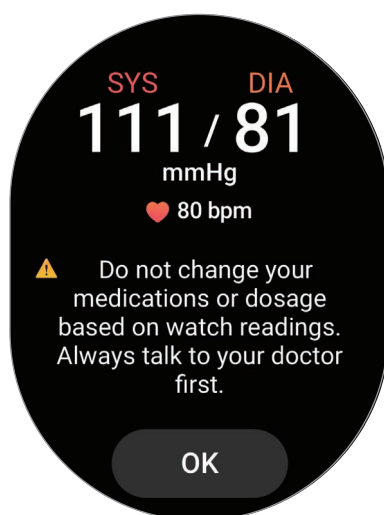 SYS DIA
111 / 81
mmHg
80 bpm
Do not change your
medications or dosage
based on watch readings.
Always talk to your doctor
first.
OK